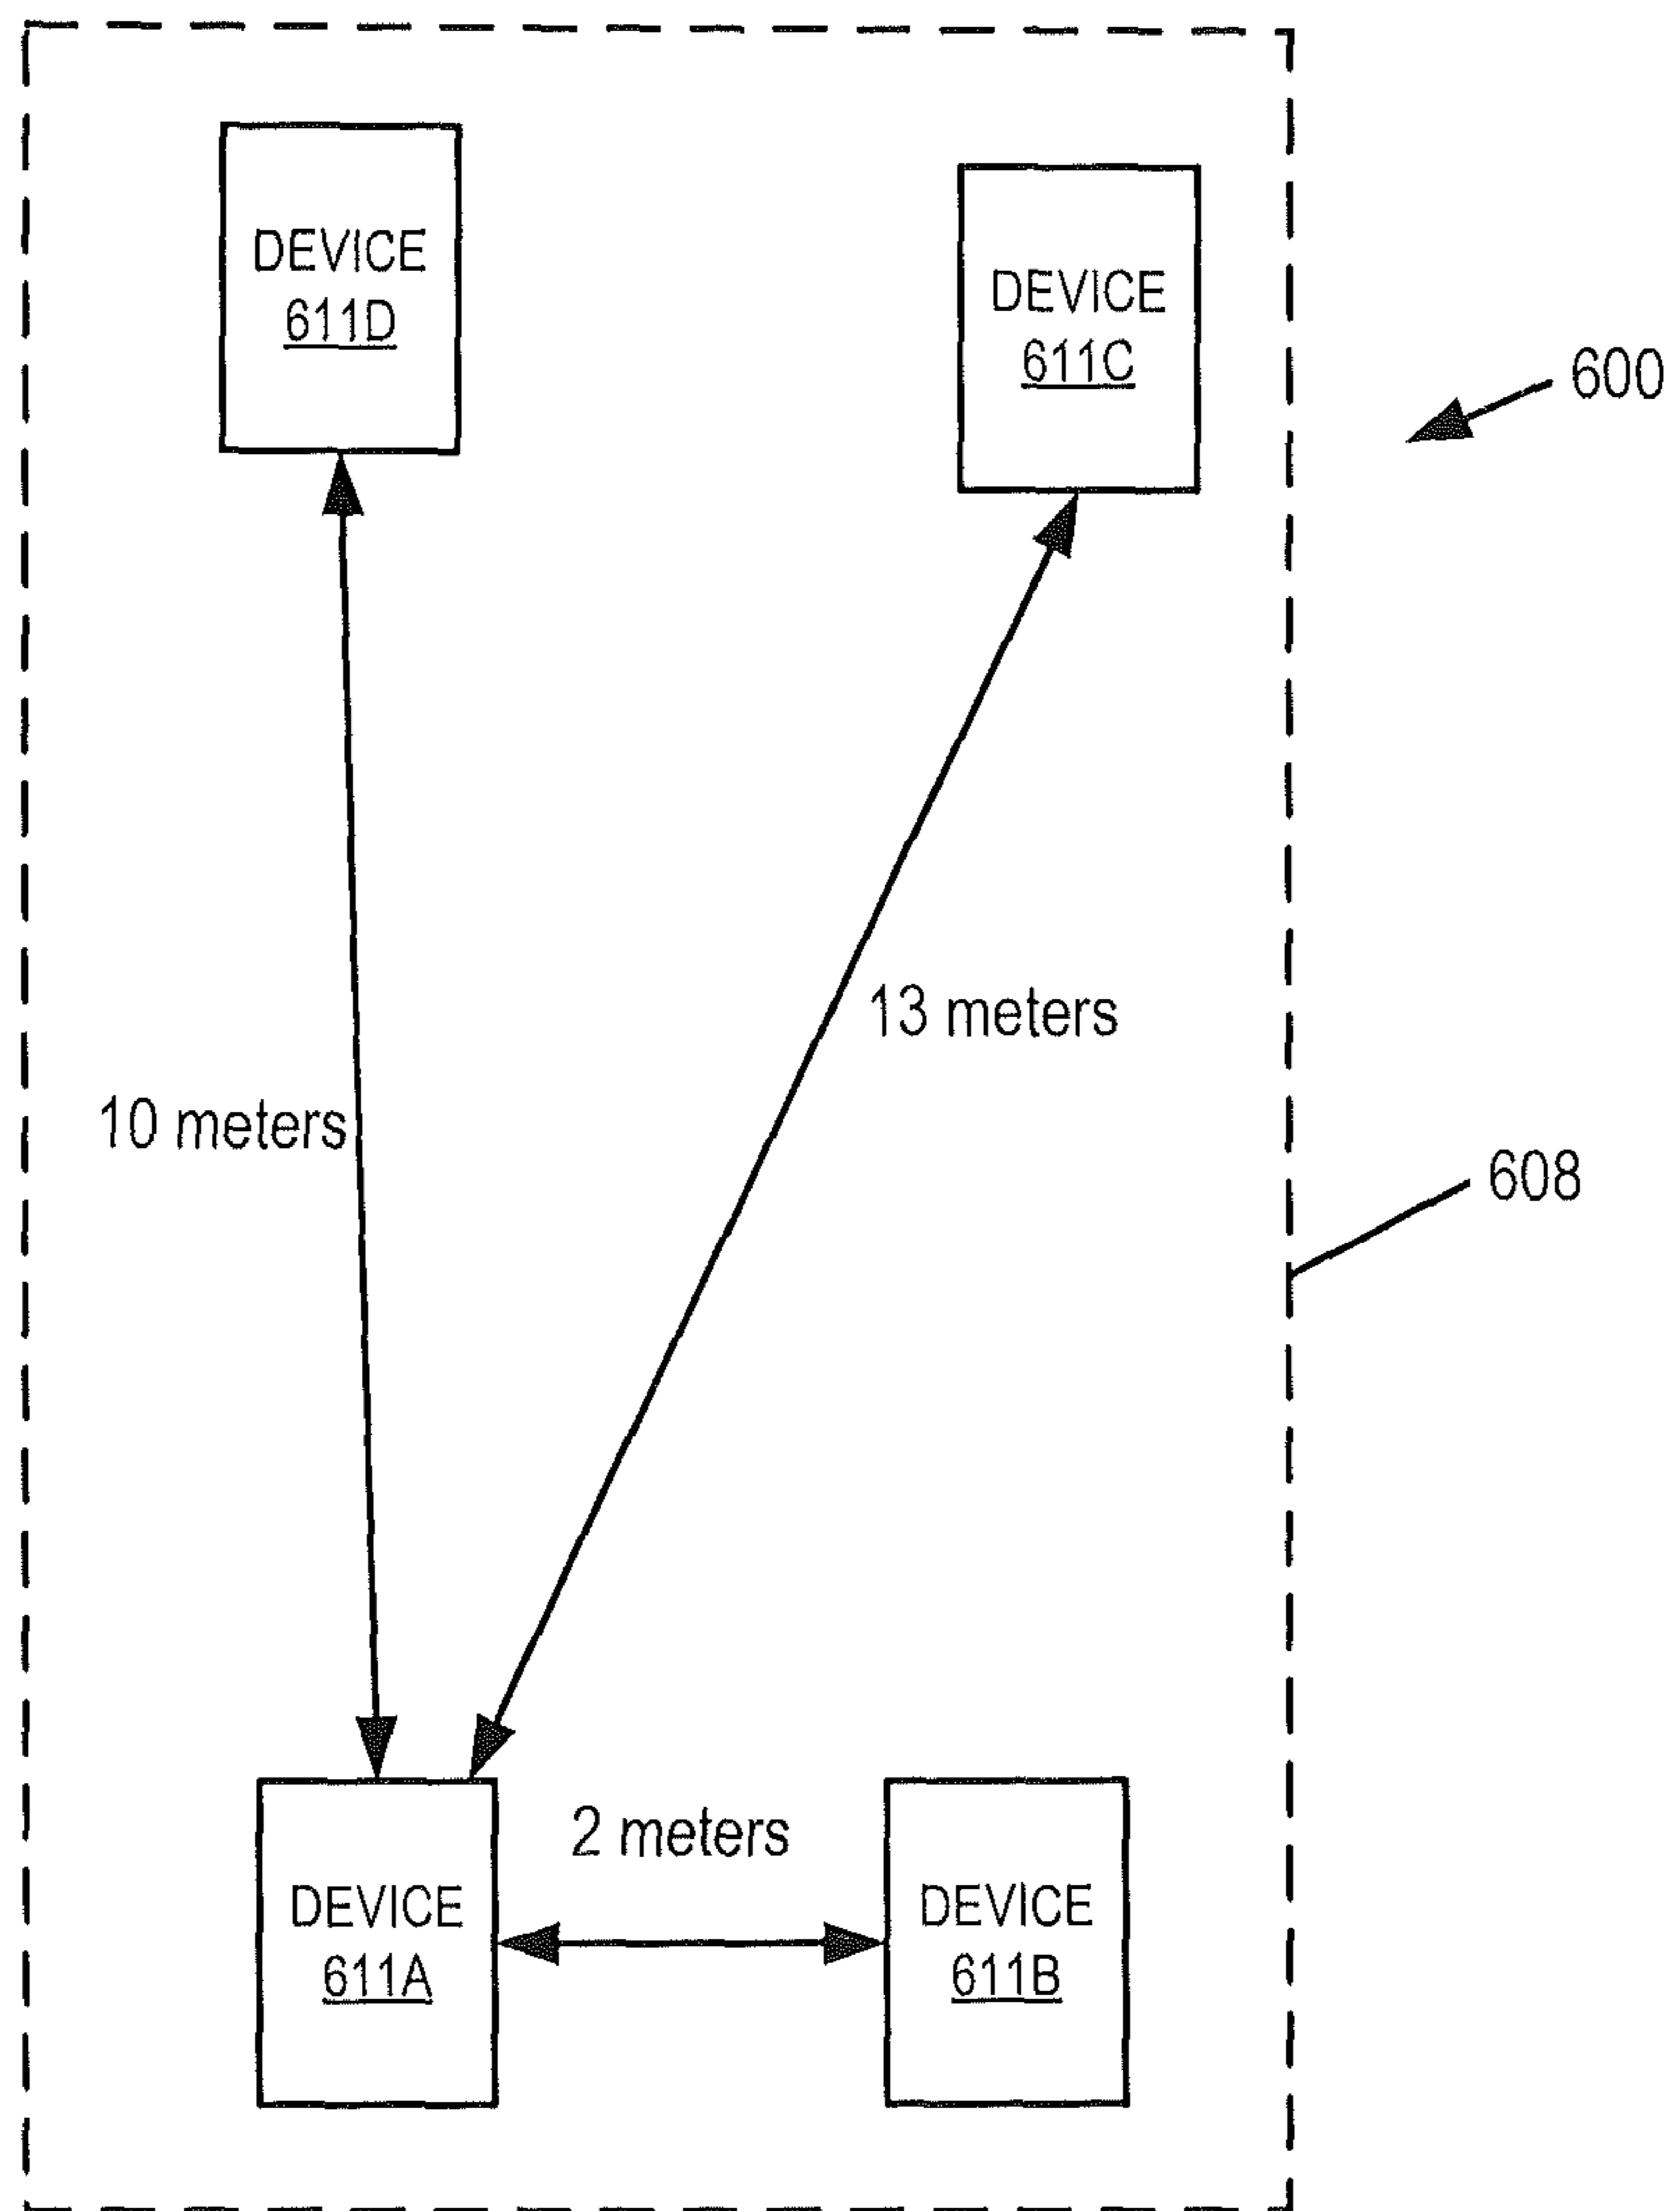 DEVICE
611D
DEVICE
611C
600
13 meters
10 meters
608
2 meters
DEVICE
611A
DEVICE
611B